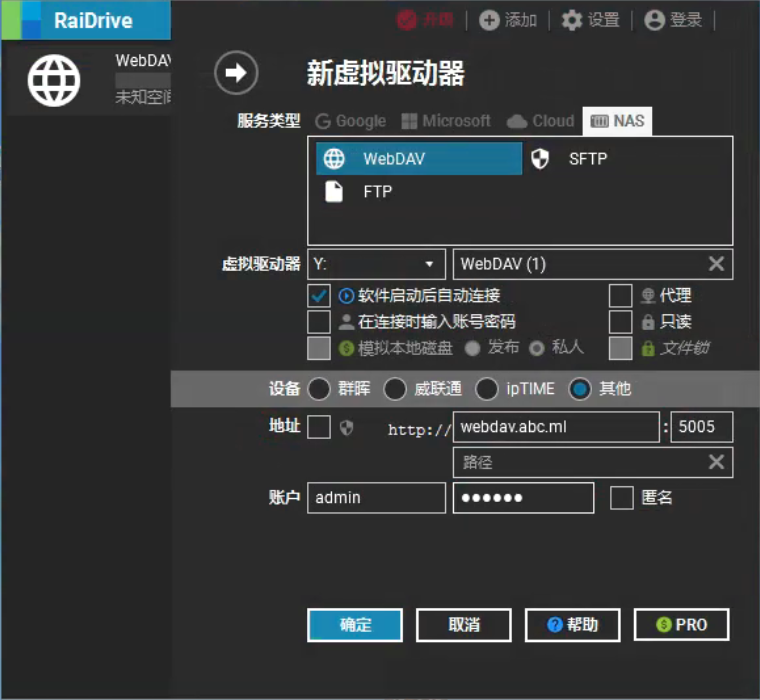 RaiDrive
升级 添加 设置 登录
WebDAV
未知空间
新虚拟驱动器
服务类型 Google Microsoft Cloud NAS
WebDAV SFTP
FTP
虚拟驱动器 Y: WebDAV (1)
软件启动后自动连接 代理
在连接时输入账号密码 只读
模拟本地磁盘 发布 私人 文件锁
设备 群晖 威联通 ipTIME 其他
地址 http:// webdav.abc.ml : 5005
路径
账户 admin ●●●●●● 匿名
确定 取消 帮助 PRO